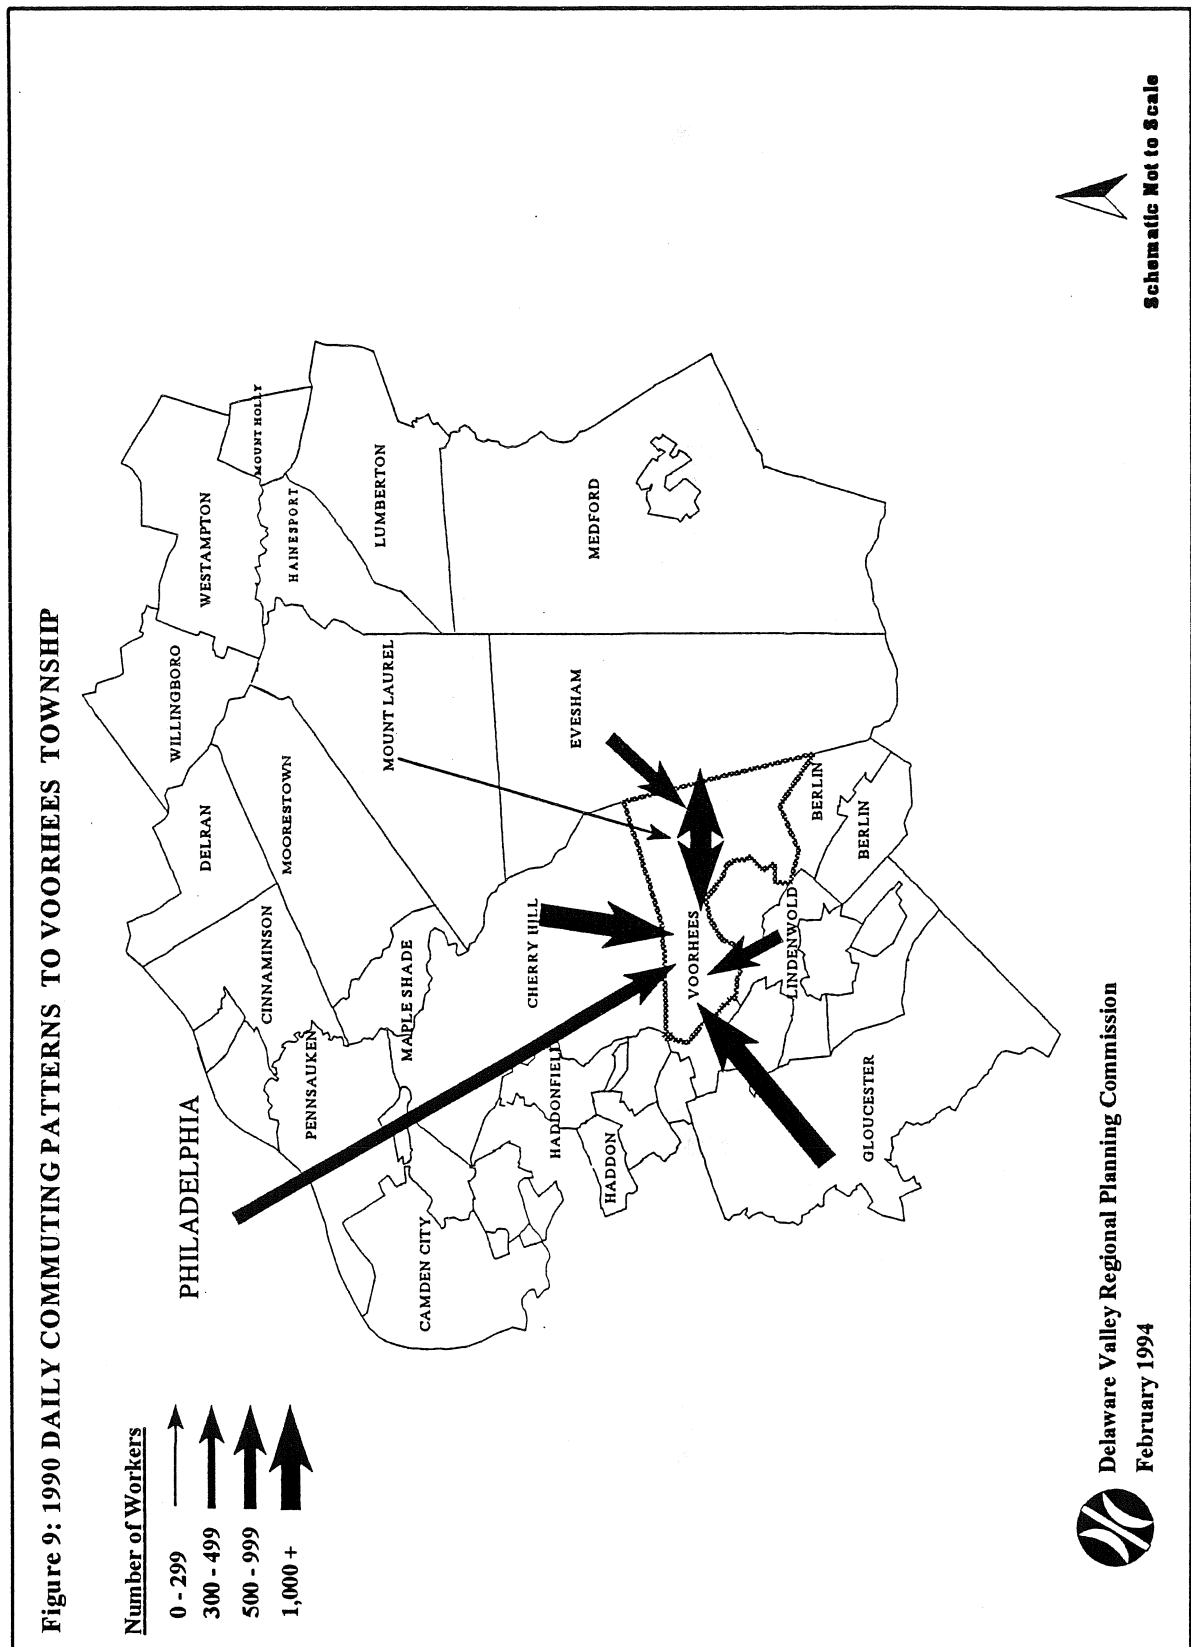 Figure 9: 1990 DAILY COMMUTING PATTERNS TO VOORHEES TOWNSHIP
Number of Workers
0 - 299
300 - 499
500 - 999
1,000 +
PHILADELPHIA
WILLINGBORO
WESTAMPTON
DELRAN
MOUNT HOLLY
CINNAMINSON
MOORESTOWN
HAINESPORT
PENNSAUKEN
MOUNT LAUREL
LUMBERTON
MAPLE SHADE
CAMDEN CITY
CHERRY HILL
HADDONFIELD
EVESHAM
MEDFORD
HADDON
VOORHEES
LINDENWOLD
BERLIN
BERLIN
GLOUCESTER
Delaware Valley Regional Planning Commission
February 1994
Schematic Not to Scale